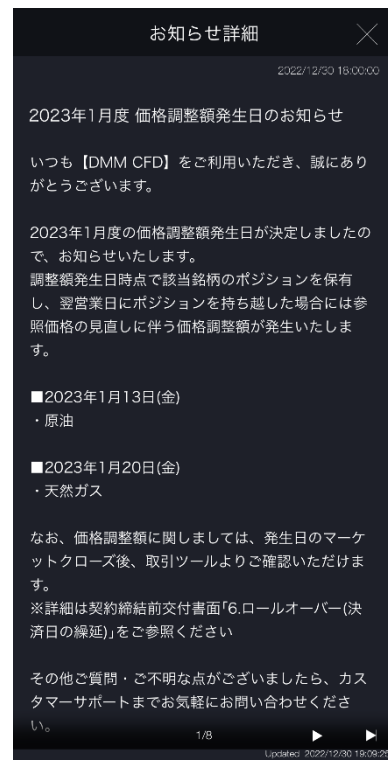 お知らせ詳細
2022/12/30 18:00:00
2023年1月度 価格調整額発生日のお知らせ
いつも【DMM CFD】をご利用いただき、誠にあり
がとうございます。
2023年1月度の価格調整額発生日が決定しましたの
で、お知らせいたします。
調整額発生日時点で該当銘柄のポジションを保有
し、翌営業日にポジションを持ち越した場合には参
照価格の見直しに伴う価格調整額が発生いたしま
す。
■2023年1月13日(金)
・原油
■2023年1月20日(金)
・天然ガス
なお、価格調整額に関しましては、発生日のマーケ
ットクローズ後、取引ツールよりご確認いただけま
す。
※詳細は契約締結前交付書面「6.ロールオーバー(決
済日の繰延)」をご参照ください
その他ご質問・ご不明な点がございましたら、カス
タマーサポートまでお気軽にお問い合わせくださ
い。
1/8
Updated 2022/12/30 19:09:25